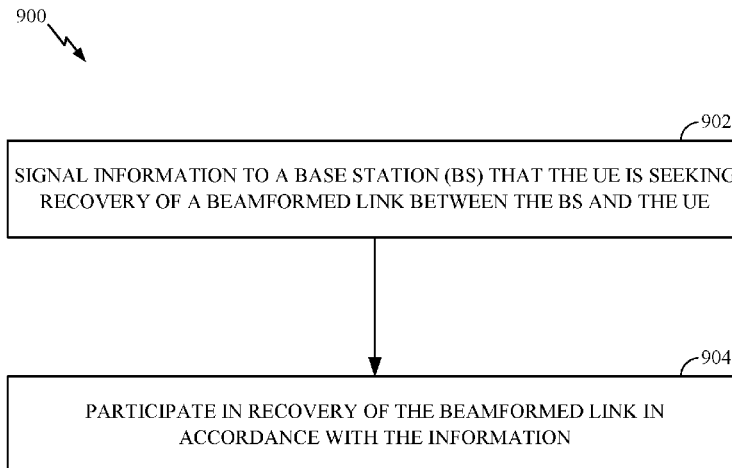 900
902
SIGNAL INFORMATION TO A BASE STATION (BS) THAT THE UE IS SEEKING
RECOVERY OF A BEAMFORMED LINK BETWEEN THE BS AND THE UE
904
PARTICIPATE IN RECOVERY OF THE BEAMFORMED LINK IN
ACCORDANCE WITH THE INFORMATION